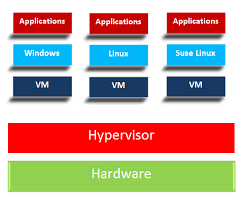 Applications Applications Applications
Windows Linux Suse Linux
VM VM VM
Hypervisor
Hardware